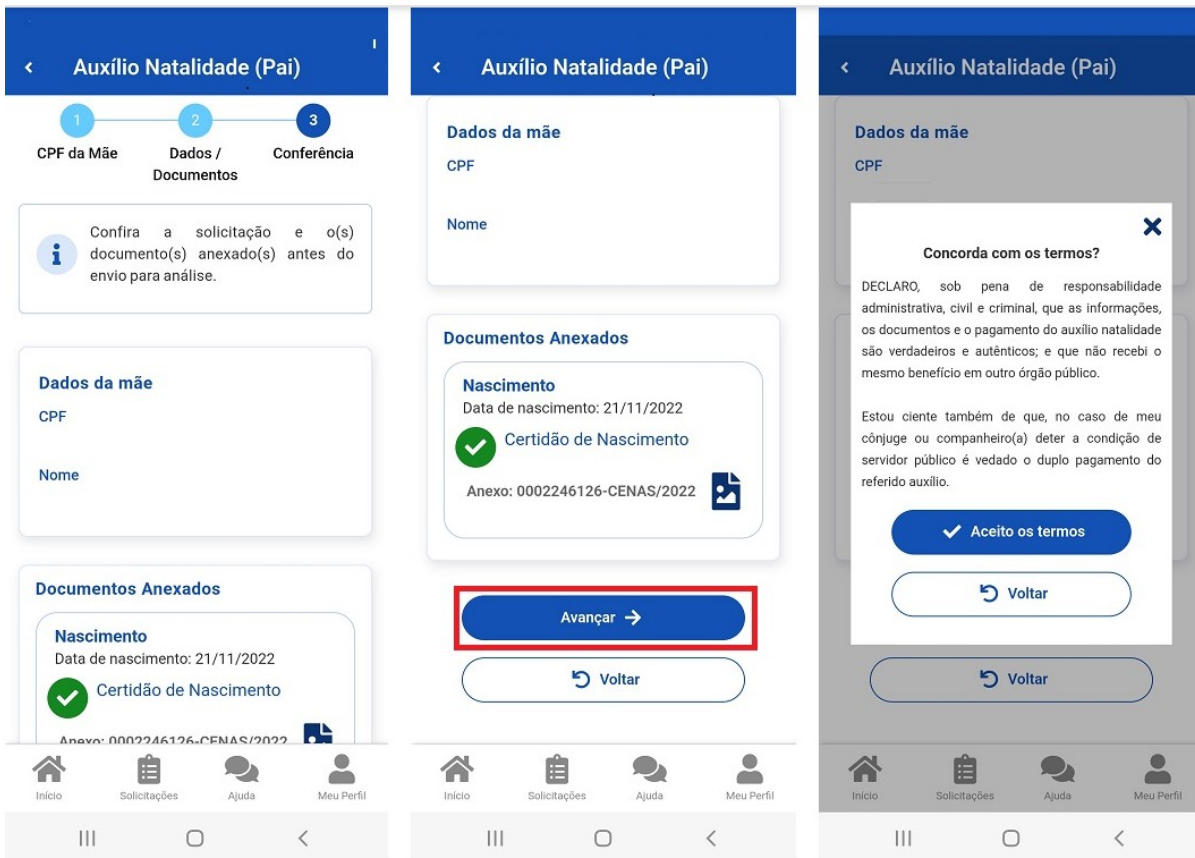 Auxílio Natalidade (Pai)
1
2
3
CPF da Mãe
Dados /
Documentos
Conferência
Confira a solicitação e o(s)
documento(s) anexado(s) antes do
envio para análise.
Dados da mãe
CPF
Nome
Documentos Anexados
Nascimento
Data de nascimento: 21/11/2022
Certidão de Nascimento
Anexo: 0002246126-CENAS/2022
Início
Solicitações
Ajuda
Meu Perfil
Auxílio Natalidade (Pai)
Dados da mãe
CPF
Nome
Documentos Anexados
Nascimento
Data de nascimento: 21/11/2022
Certidão de Nascimento
Anexo: 0002246126-CENAS/2022
Avançar
Voltar
Início
Solicitações
Ajuda
Meu Perfil
Auxílio Natalidade (Pai)
Dados da mãe
CPF
Concorda com os termos?
DECLARO, sob pena de responsabilidade
administrativa, civil e criminal, que as informações,
os documentos e o pagamento do auxílio natalidade
são verdadeiros e autênticos; e que não recebi o
mesmo benefício em outro órgão público.
Estou ciente também de que, no caso de meu
cônjuge ou companheiro(a) deter a condição de
servidor público é vedado o duplo pagamento do
referido auxílio.
Aceito os termos
Voltar
Voltar
Início
Solicitações
Ajuda
Meu Perfil